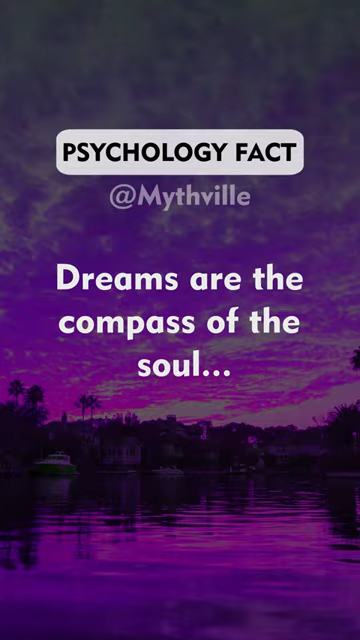 PSYCHOLOGY FACT
@Mythville
Dreams are the
compass of the
soul...